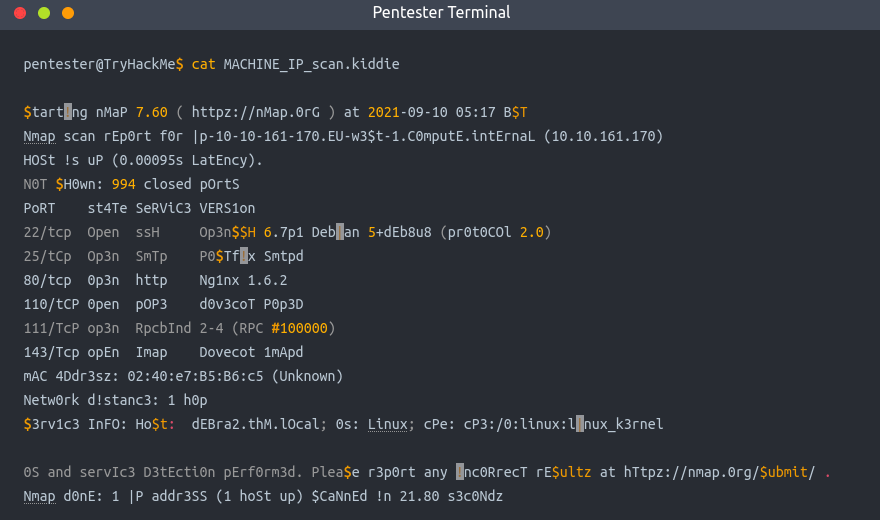 Pentester Terminal
pentester@TryHackMe$ cat MACHINE_IP_scan.kiddie
$tart!ng nMaP 7.60 ( httpz://nMap.0rG ) at 2021-09-10 05:17 B$T
Nmap scan rEp0rt f0r |p-10-10-161-170.EU-w3$t-1.C0mputE.intErnaL (10.10.161.170)
HOSt !s uP (0.00095s LatEncy).
N0T $H0wn: 994 closed pOrtS
PoRT    st4Te SeRViC3 VERS1on
22/tcp  Open  ssH     Op3n$$H 6.7p1 Deb|an 5+dEb8u8 (pr0t0COl 2.0)
25/tCp  Op3n  SmTp    P0$Tf!x Smtpd
80/tcp  0p3n  http    Ng1nx 1.6.2
110/tCP 0pen  pOP3    d0v3coT P0p3D
111/TcP op3n  RpcbInd 2-4 (RPC #100000)
143/Tcp opEn  Imap    Dovecot 1mApd
mAC 4Ddr3sz: 02:40:e7:B5:B6:c5 (Unknown)
Netw0rk d!stanc3: 1 h0p
$3rv1c3 InFO: Ho$t:  dEBra2.thM.lOcal; 0s: Linux; cPe: cP3:/0:linux:l|nux_k3rnel
0S and servIc3 D3tEcti0n pErf0rm3d. Plea$e r3p0rt any !nc0RrecT rE$ultz at hTtpz://nmap.0rg/$ubmit/ .
Nmap d0nE: 1 |P addr3SS (1 hoSt up) $CaNnEd !n 21.80 s3c0Ndz